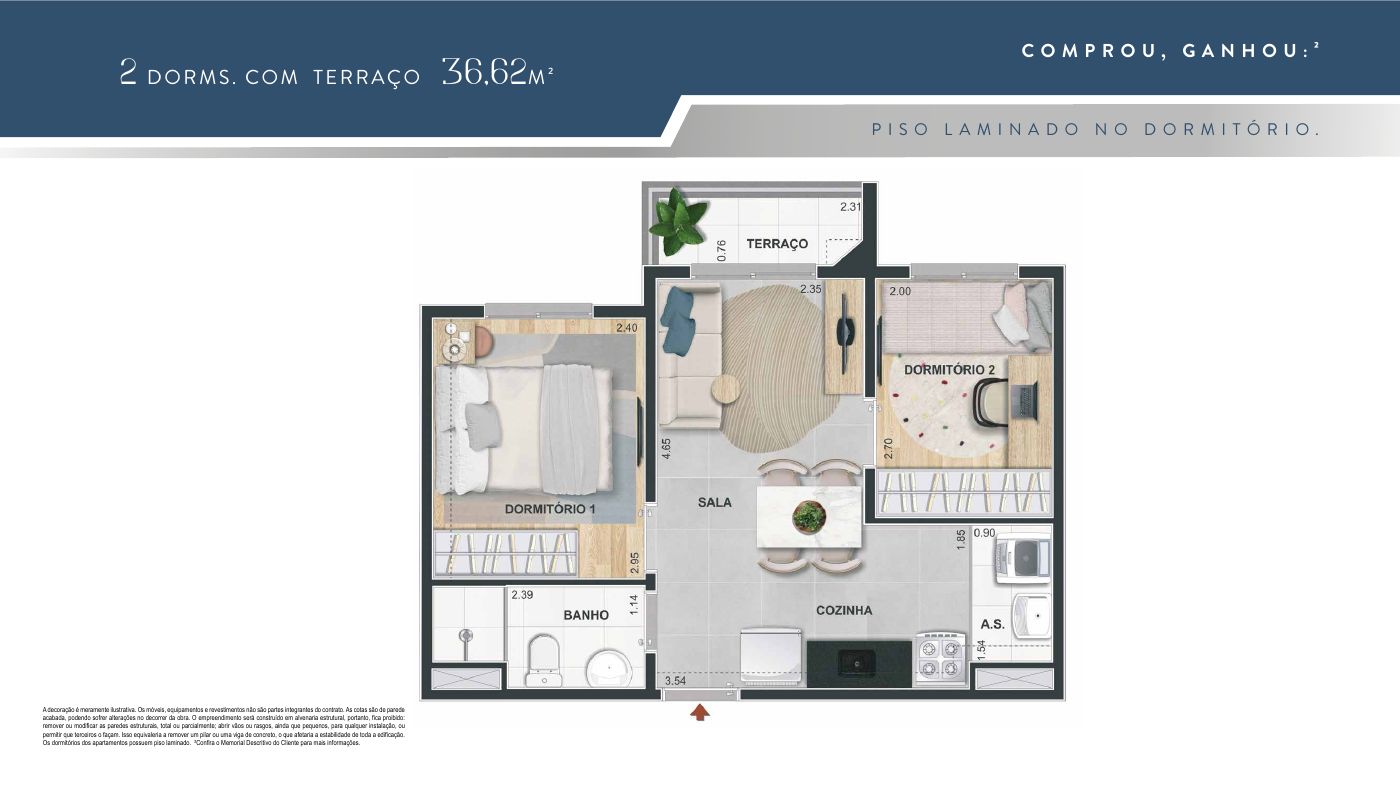 2 DORMS. COM TERRAÇO 36,62M²
COMPROU, GANHOU:²
PISO LAMINADO NO DORMITÓRIO.
2.31
0.76
TERRAÇO
2.35
2.00
2.40
DORMITÓRIO 2
4.65
2.70
SALA
DORMITÓRIO 1
2.95
1.85
0.90
2.39
1.14
BANHO
COZINHA
A.S.
1.54
3.54
A decoração é meramente ilustrativa. Os móveis, equipamentos e revestimentos não são partes integrantes do contrato. As cotas são de parede
acabada, podendo sofrer alterações no decorrer da obra. O empreendimento será construído em alvenaria estrutural, portanto, fica proibido:
remover ou modificar as paredes estruturais, total ou parcialmente; abrir vãos ou rasgos, ainda que pequenos, para qualquer instalação, ou
permitir que terceiros o façam. Isso equivaleria a remover um pilar ou uma viga de concreto, o que afetaria a estabilidade de toda a edificação.
Os dormitórios dos apartamentos possuem piso laminado. ²Confira o Memorial Descritivo do Cliente para mais informações.